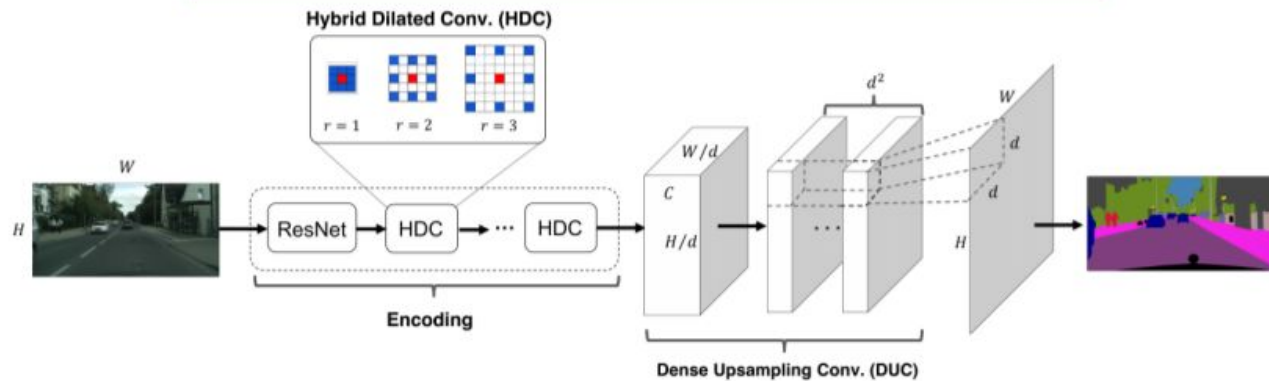 Hybrid Dilated Conv. (HDC)
r = 1
r = 2
r = 3
W
H
ResNet
HDC
...
HDC
Encoding
W/d
C
H/d
d²
...
W
d
d
H
Dense Upsampling Conv. (DUC)